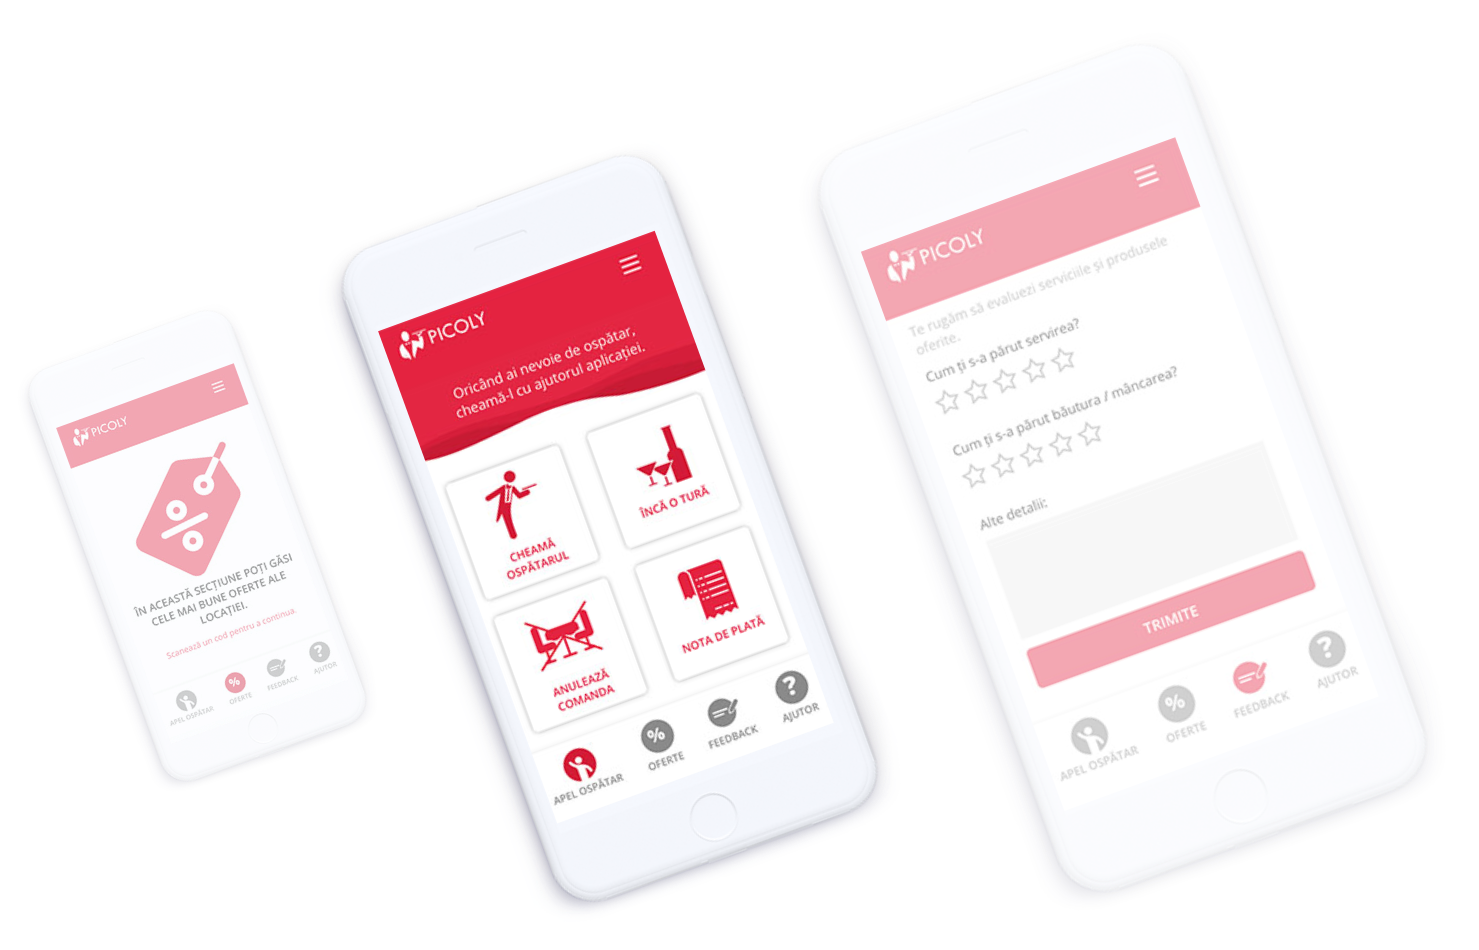 PICOLY
ÎN ACEASTĂ SECȚIUNE POȚI GĂSI
CELE MAI BUNE OFERTE ALE
LOCAȚIEI.
Scanează un cod pentru a continua.
APEL OSPĂTAR
OFERTE
FEEDBACK
AJUTOR
PICOLY
Oricând ai nevoie de ospătar,
cheamă-l cu ajutorul aplicației.
CHEAMĂ
OSPĂTARUL
ÎNCĂ O TURĂ
ANULEAZĂ
COMANDA
NOTA DE PLATĂ
APEL OSPĂTAR
OFERTE
FEEDBACK
AJUTOR
PICOLY
Te rugăm să evaluezi serviciile și produsele
oferite.
Cum ți s-a părut servirea?
Cum ți s-a părut băutura / mâncarea?
Alte detalii:
TRIMITE
APEL OSPĂTAR
OFERTE
FEEDBACK
AJUTOR